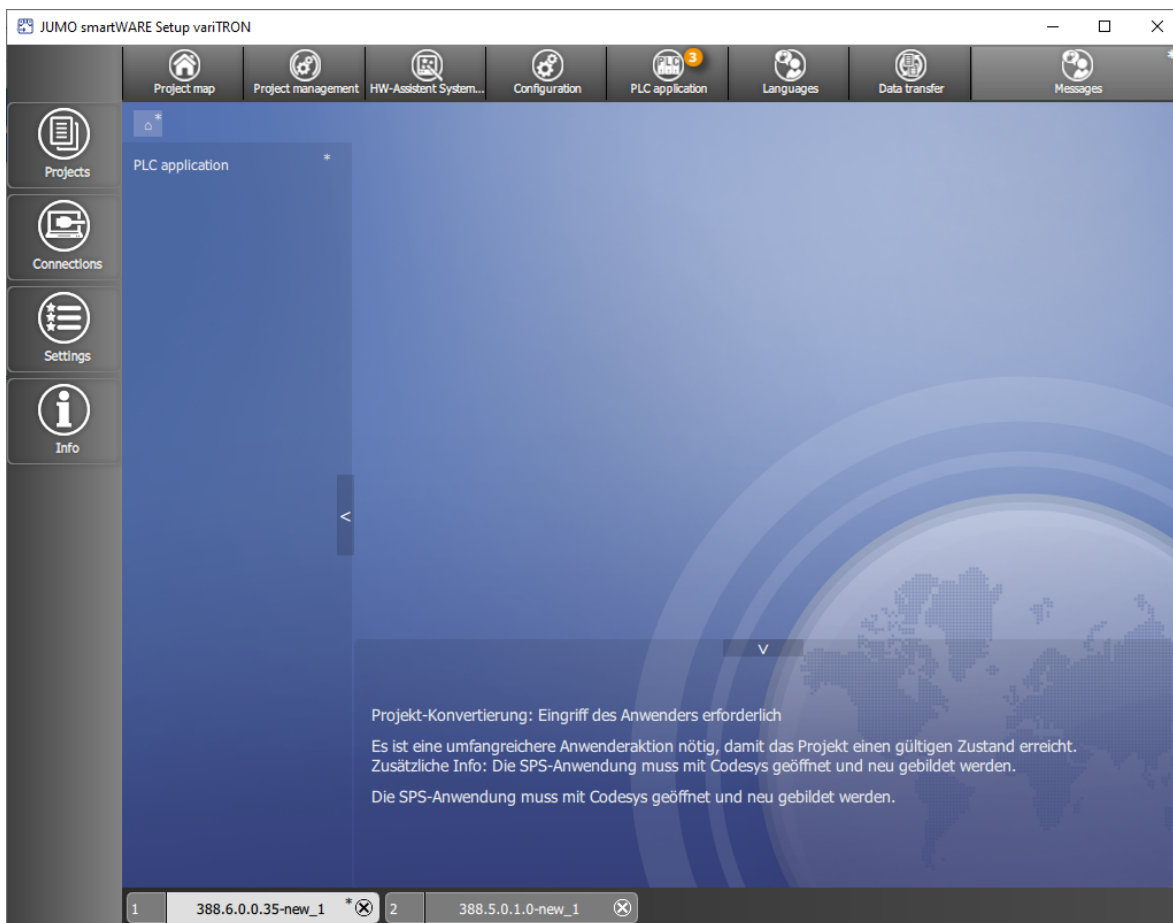 JUMO smartWARE Setup variTRON
Project map
Project management
HW-Assistent System...
Configuration
PLC application
3
Languages
Data transfer
Messages
*
Projects
Connections
Settings
Info
*
PLC application *
<
V
Projekt-Konvertierung: Eingriff des Anwenders erforderlich
Es ist eine umfangreichere Anwenderaktion nötig, damit das Projekt einen gültigen Zustand erreicht.
Zusätzliche Info: Die SPS-Anwendung muss mit Codesys geöffnet und neu gebildet werden.
Die SPS-Anwendung muss mit Codesys geöffnet und neu gebildet werden.
1 388.6.0.0.35-new_1 *
2 388.5.0.1.0-new_1